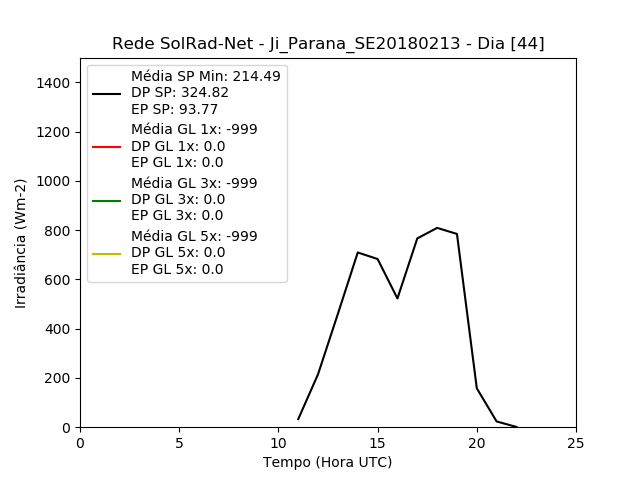 Rede SolRad-Net - Ji_Parana_SE20180213 - Dia [44]
Média SP Min: 214.49
DP SP: 324.82
EP SP: 93.77
Média GL 1x: -999
DP GL 1x: 0.0
EP GL 1x: 0.0
Média GL 3x: -999
DP GL 3x: 0.0
EP GL 3x: 0.0
Média GL 5x: -999
DP GL 5x: 0.0
EP GL 5x: 0.0
Irradiância (Wm-2)
1400
1200
1000
800
600
400
200
0
0 5 10 15 20 25
Tempo (Hora UTC)